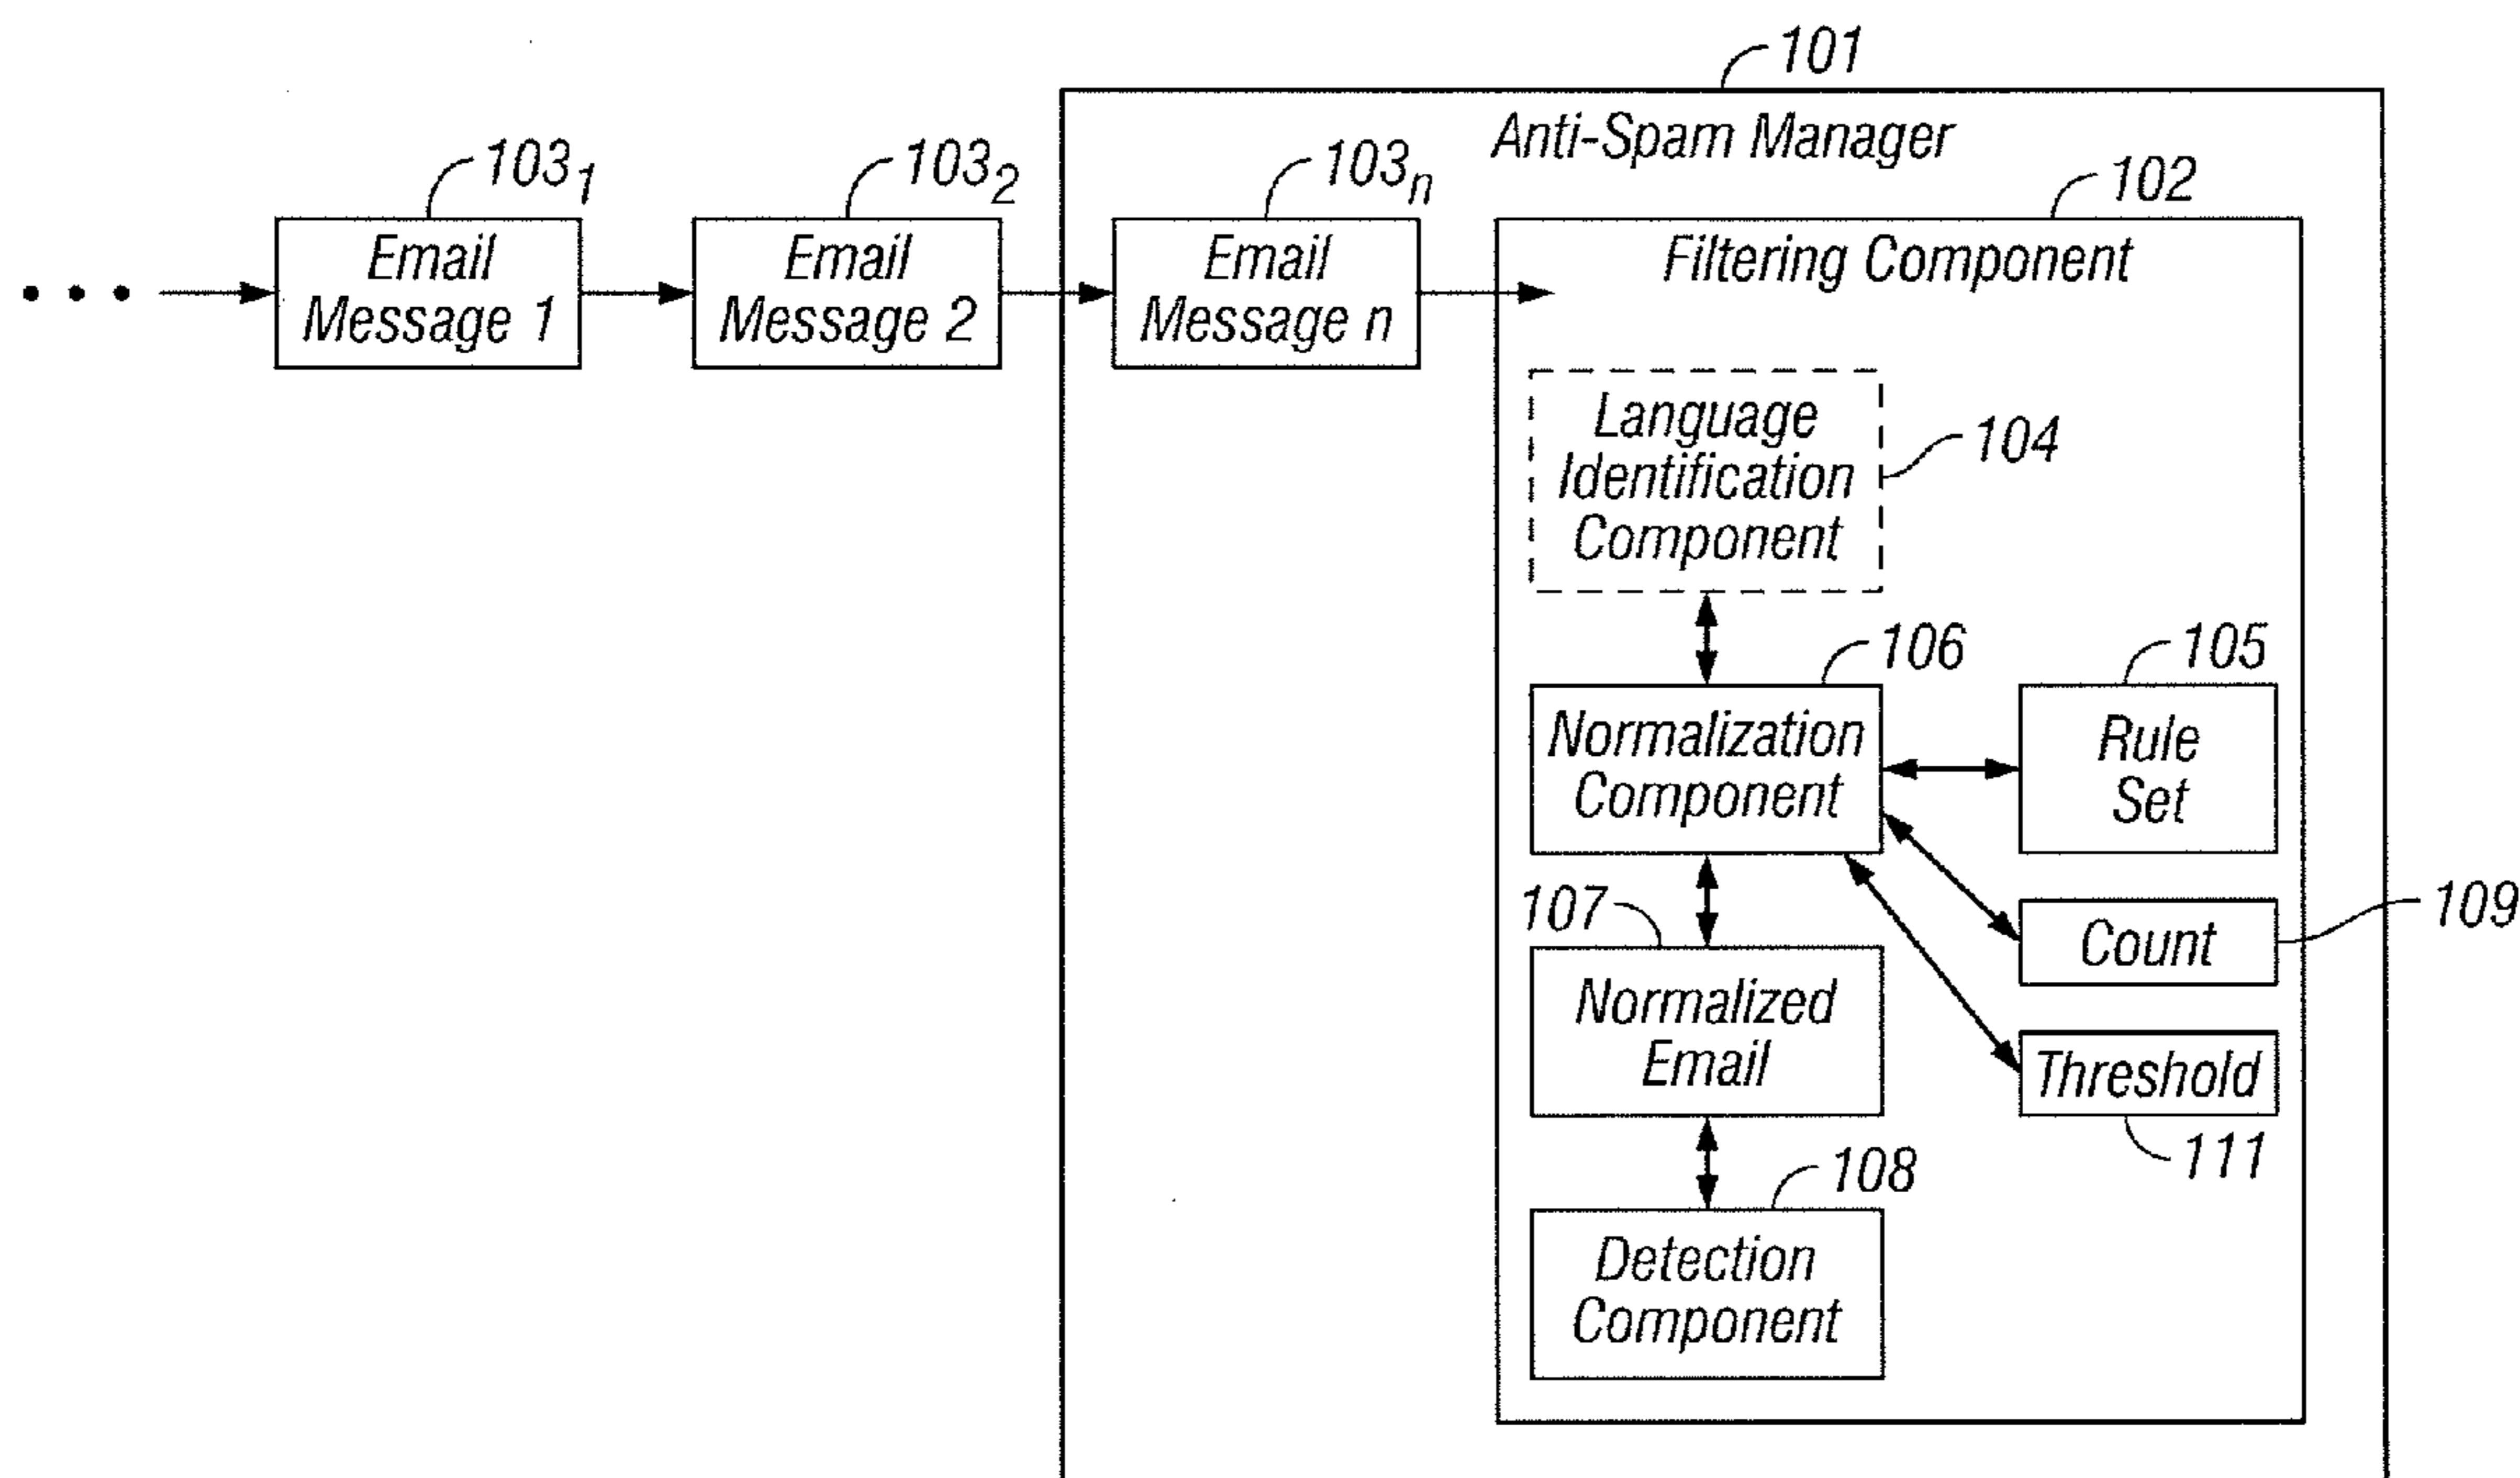 101
Anti-Spam Manager
103₁
103₂
103ₙ
102
Email
Message 1
Email
Message 2
Email
Message n
Filtering Component
Language
Identification
Component
104
106
105
Normalization
Component
Rule
Set
107
109
Count
Normalized
Email
Threshold
111
108
Detection
Component